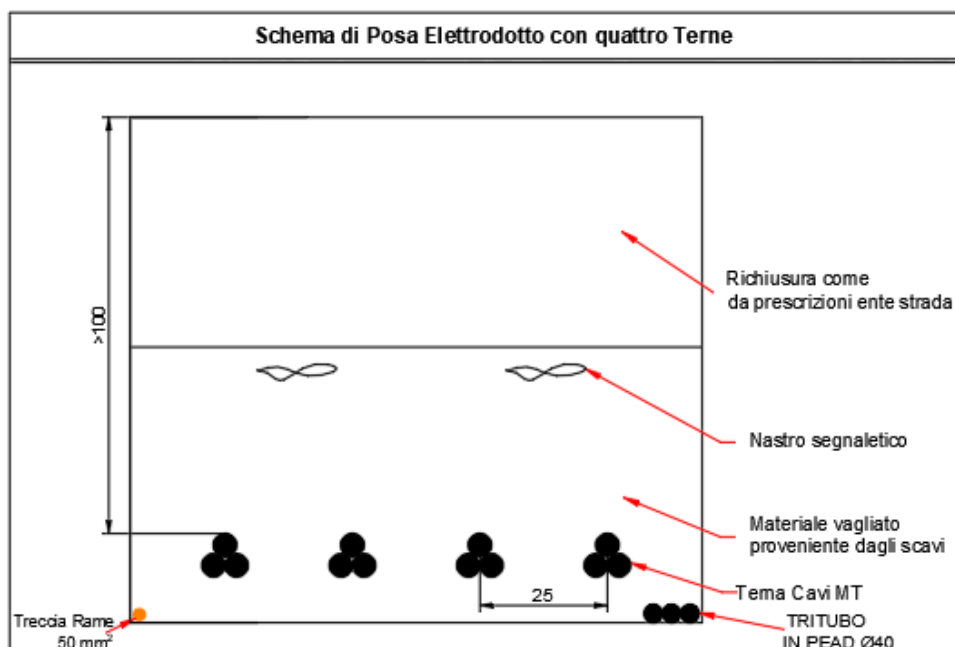 Schema di Posa Elettrodotto con quattro Terne
>100
Richiusura come
da prescrizioni ente strada
Nastro segnaletico
Materiale vagliato
proveniente dagli scavi
Terna Cavi MT
25
Treccia Rame
50 mm²
TRITUBO
IN PEAD Ø40